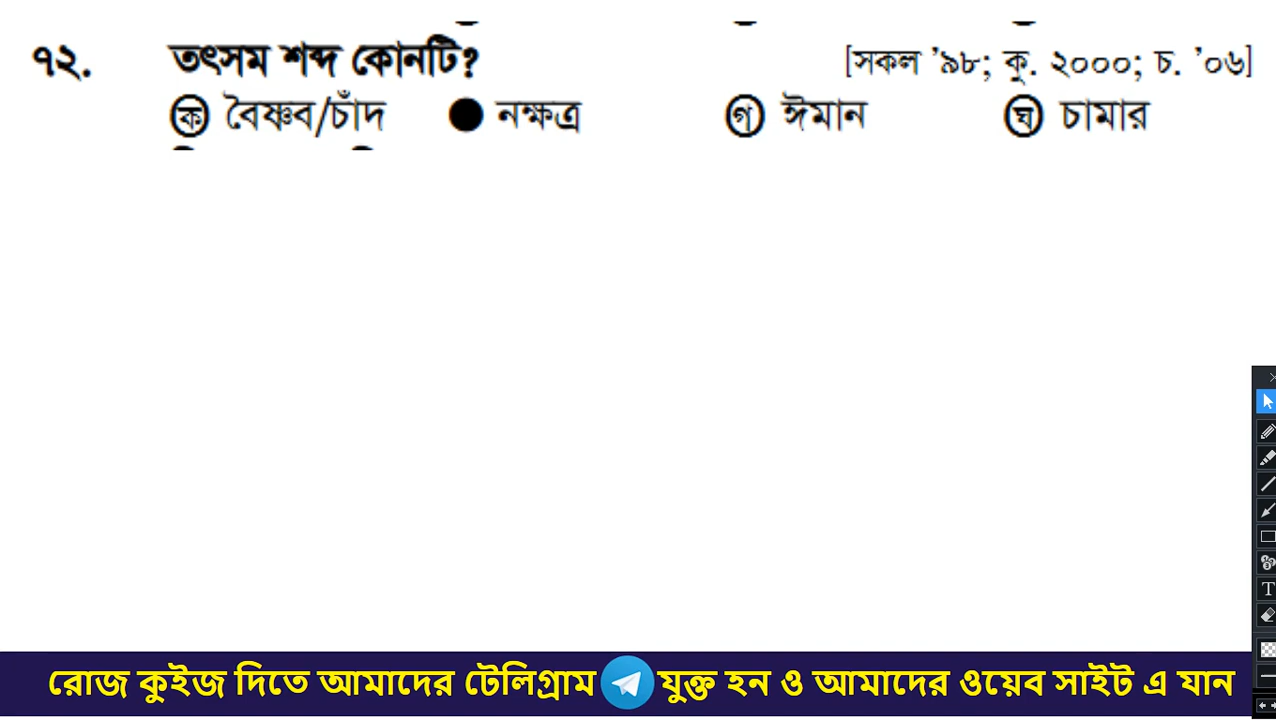 ৭২. তৎসম শব্দ কোনটি? [সকল ’৯৮; কু. ২০০০; চ. ’০৬]
ক বৈষ্ণব/চাঁদ ● নক্ষত্র গ ঈমান ঘ চামার
রোজ কুইজ দিতে আমাদের টেলিগ্রাম যুক্ত হন ও আমাদের ওয়েব সাইট এ যান